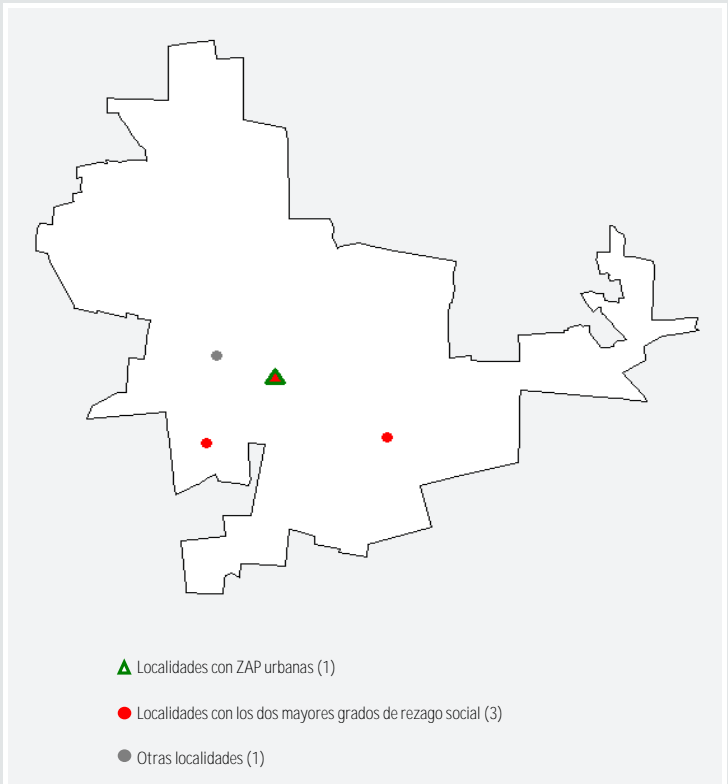 Localidades con ZAP urbanas (1)
Localidades con los dos mayores grados de rezago social (3)
Otras localidades (1)